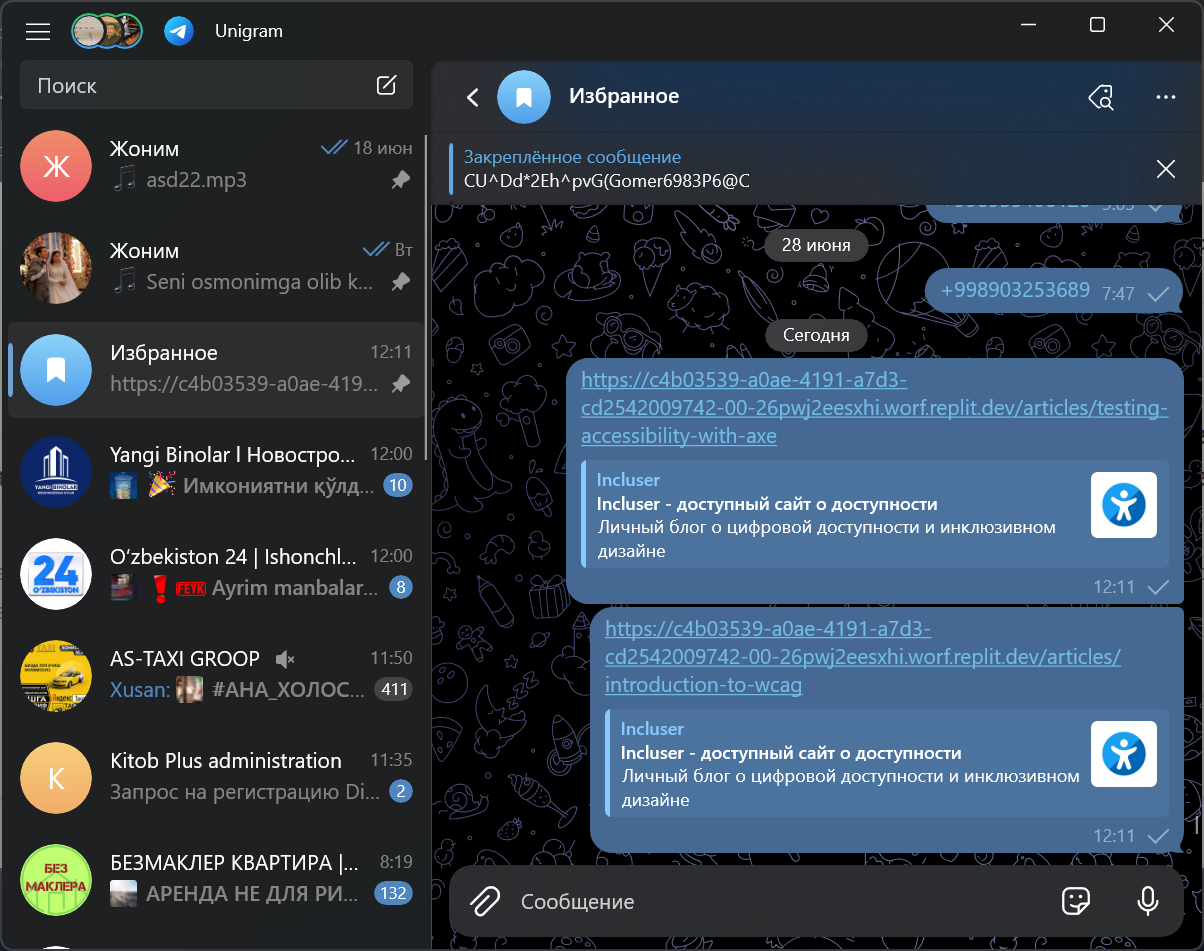 Unigram
Поиск
Жоним
18 июн
asd22.mp3
Жоним
Вт
Seni osmonimga olib k...
Избранное
12:11
https://c4b03539-a0ae-419...
Yangi Binolar l Новостро...
12:00
Имкониятни қўлд...
10
YANGI BINOLAR
24
O‘ZBEKISTON
Oʻzbekiston 24 | Ishonchl...
12:00
FEYK Ayrim manbalar...
8
AS-TAXI GROOP
11:50
Xusan: #АНА_ХОЛОС...
411
K
Kitob Plus administration
11:35
Запрос на регистрацию Di...
2
БЕЗ
МАКЛЕРА
БЕЗМАКЛЕР КВАРТИРА |...
8:19
АРЕНДА НЕ ДЛЯ РИ...
132
Избранное
Закреплённое сообщение
CU^Dd*2Eh^pvG(Gomer6983P6@C
28 июня
+998903253689 7:47
Сегодня
https://c4b03539-a0ae-4191-a7d3-
cd2542009742-00-26pwj2eesxhi.worf.replit.dev/articles/testing-
accessibility-with-axe
Incluser
Incluser - доступный сайт о доступности
Личный блог о цифровой доступности и инклюзивном
дизайне
12:11
https://c4b03539-a0ae-4191-a7d3-
cd2542009742-00-26pwj2eesxhi.worf.replit.dev/articles/
introduction-to-wcag
Incluser
Incluser - доступный сайт о доступности
Личный блог о цифровой доступности и инклюзивном
дизайне
12:11
Сообщение